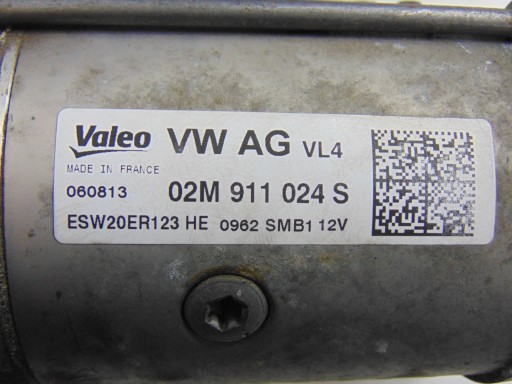 Valeo VW AG VL4
MADE IN FRANCE
060813 02M 911 024 S
ESW20ER123 HE 0962 SMB1 12V